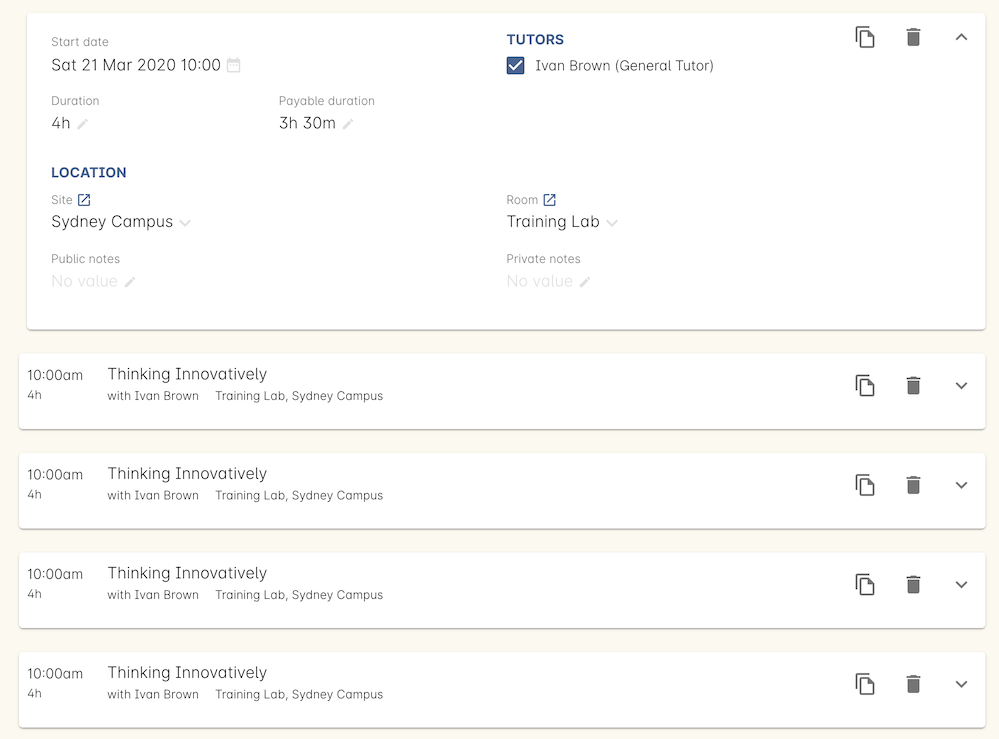 Start date
TUTORS
Sat 21 Mar 2020 10:00
Ivan Brown (General Tutor)
Duration
Payable duration
4h
3h 30m
LOCATION
Site
Room
Sydney Campus
Training Lab
Public notes
Private notes
No value
No value
10:00am
Thinking Innovatively
4h
with Ivan Brown
Training Lab, Sydney Campus
10:00am
Thinking Innovatively
4h
with Ivan Brown
Training Lab, Sydney Campus
10:00am
Thinking Innovatively
4h
with Ivan Brown
Training Lab, Sydney Campus
10:00am
Thinking Innovatively
4h
with Ivan Brown
Training Lab, Sydney Campus